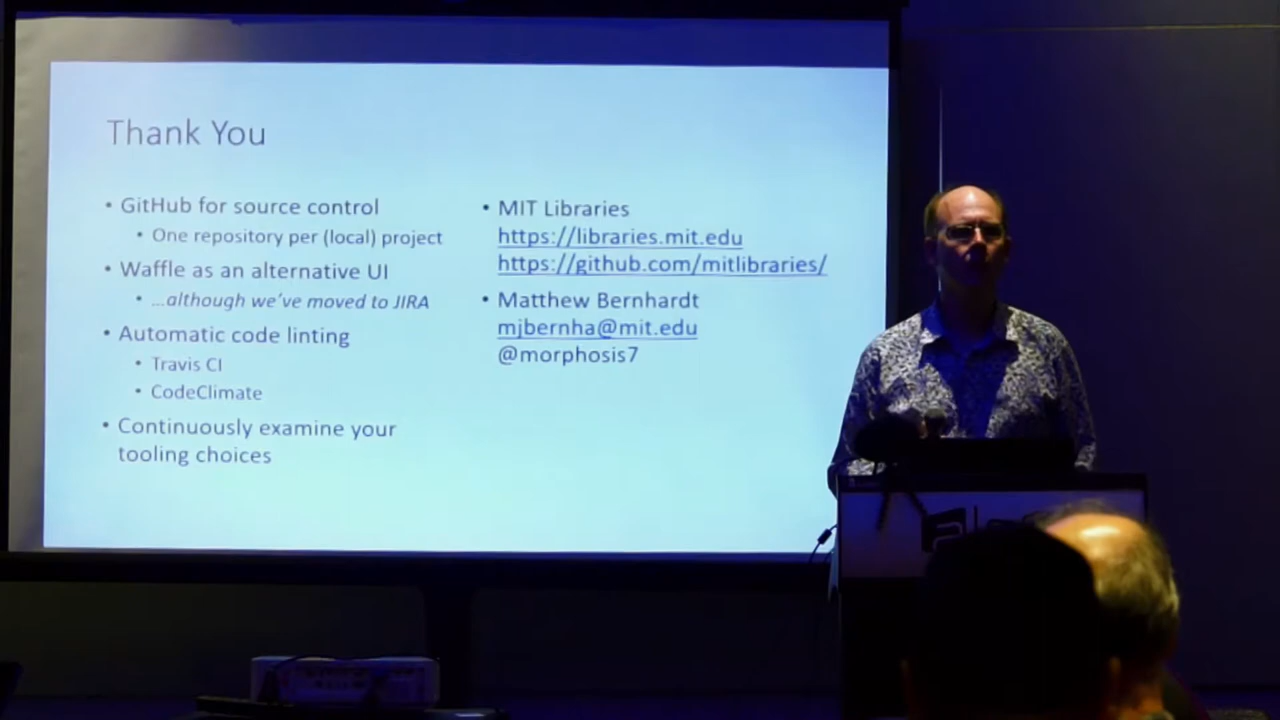 Thank You
• GitHub for source control
• One repository per (local) project
• Waffle as an alternative UI
• ...although we've moved to JIRA
• Automatic code linting
• Travis CI
• CodeClimate
• Continuously examine your
tooling choices
• MIT Libraries
https://libraries.mit.edu
https://github.com/mitlibraries/
• Matthew Bernhardt
mjbernha@mit.edu
@morphosis7